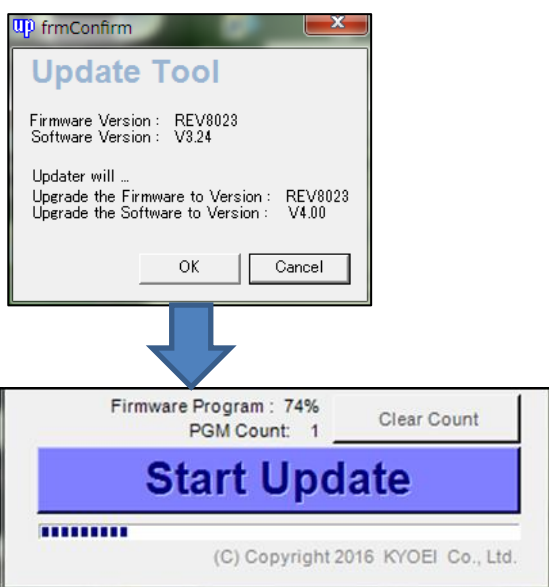 up frmConfirm
Update Tool
Firmware Version : REV8023
Software Version : V3.24
Updater will ...
Upgrade the Firmware to Version : REV8023
Upgrade the Software to Version : V4.00
OK Cancel
Firmware Program : 74%
PGM Count: 1
Clear Count
Start Update
(C) Copyright 2016 KYOEI Co., Ltd.